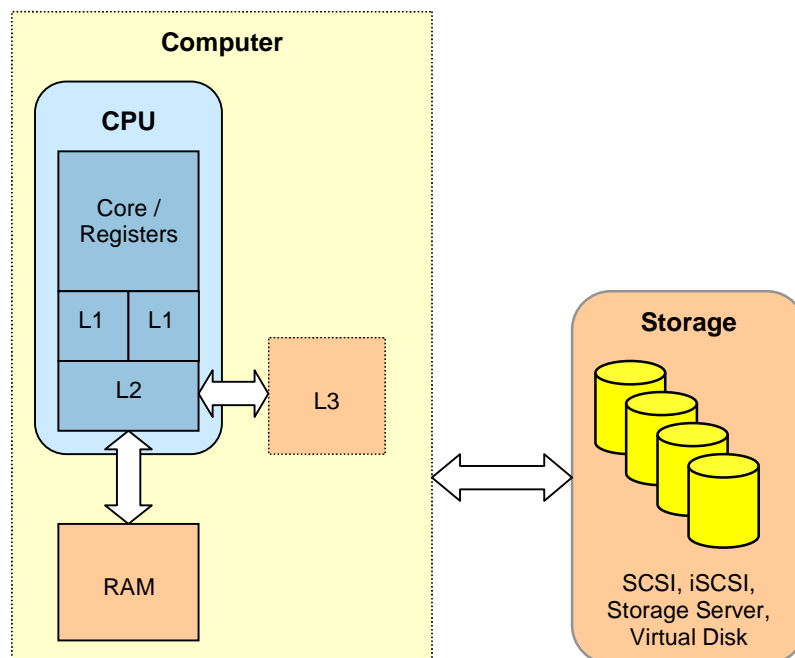 Computer
CPU
Core /
Registers
L1 L1
L2
L3
RAM
Storage
SCSI, iSCSI,
Storage Server,
Virtual Disk